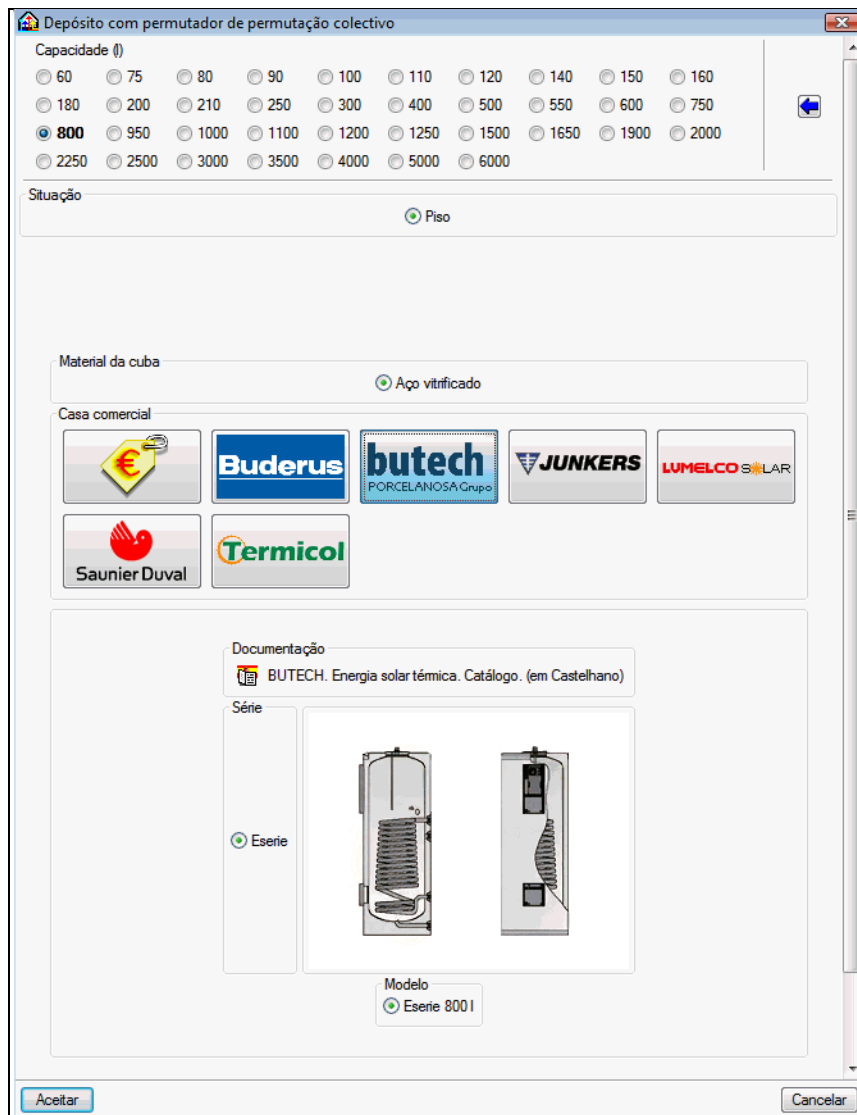 Depósito com permutador de permutação colectivo
Capacidade (l)
60 75 80 90 100 110 120 140 150 160
180 200 210 250 300 400 500 550 600 750
800 950 1000 1100 1200 1250 1500 1650 1900 2000
2250 2500 3000 3500 4000 5000 6000
Situação
Piso
Material da cuba
Aço vitrificado
Casa comercial
€ Buderus butech JUNKERS LUMELCO SOLAR
PORCELANOSA Grupo
Saunier Duval Termicol
Documentação
BUTECH. Energia solar térmica. Catálogo. (em Castelhano)
Série
Eserie
Modelo
Eserie 800 l
Aceitar Cancelar